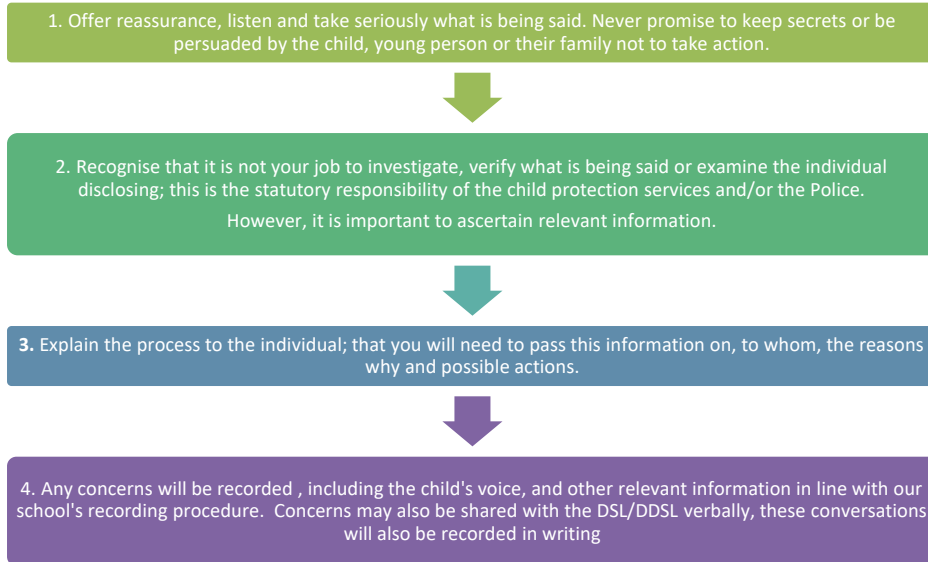 1. Offer reassurance, listen and take seriously what is being said. Never promise to keep secrets or be
persuaded by the child, young person or their family not to take action.
2. Recognise that it is not your job to investigate, verify what is being said or examine the individual
disclosing; this is the statutory responsibility of the child protection services and/or the Police.
However, it is important to ascertain relevant information.
3. Explain the process to the individual; that you will need to pass this information on, to whom, the reasons
why and possible actions.
4. Any concerns will be recorded , including the child's voice, and other relevant information in line with our
school's recording procedure.  Concerns may also be shared with the DSL/DDSL verbally, these conversations
will also be recorded in writing